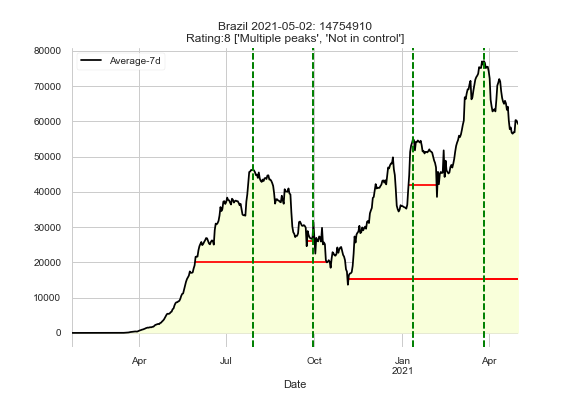 Brazil 2021-05-02: 14754910
Rating:8 ['Multiple peaks', 'Not in control']
Average-7d
80000
70000
60000
50000
40000
30000
20000
10000
0
Apr
Jul
Oct
Jan
2021
Apr
Date